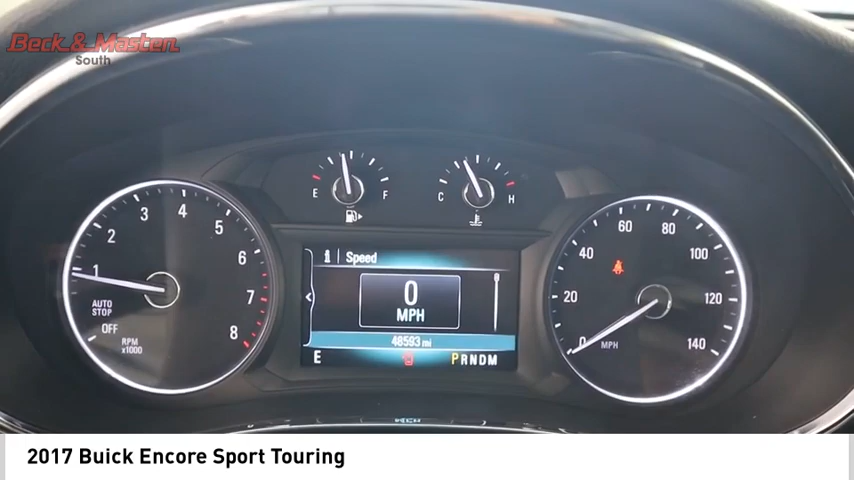 Beck & Masten
South
E F
C H
1 2 3 4 5 6 7 8
AUTO
STOP
OFF
RPM
x1000
i Speed
0
MPH
48593 mi
E PRNDM
0 20 40 60 80 100 120 140
MPH
2017 Buick Encore Sport Touring